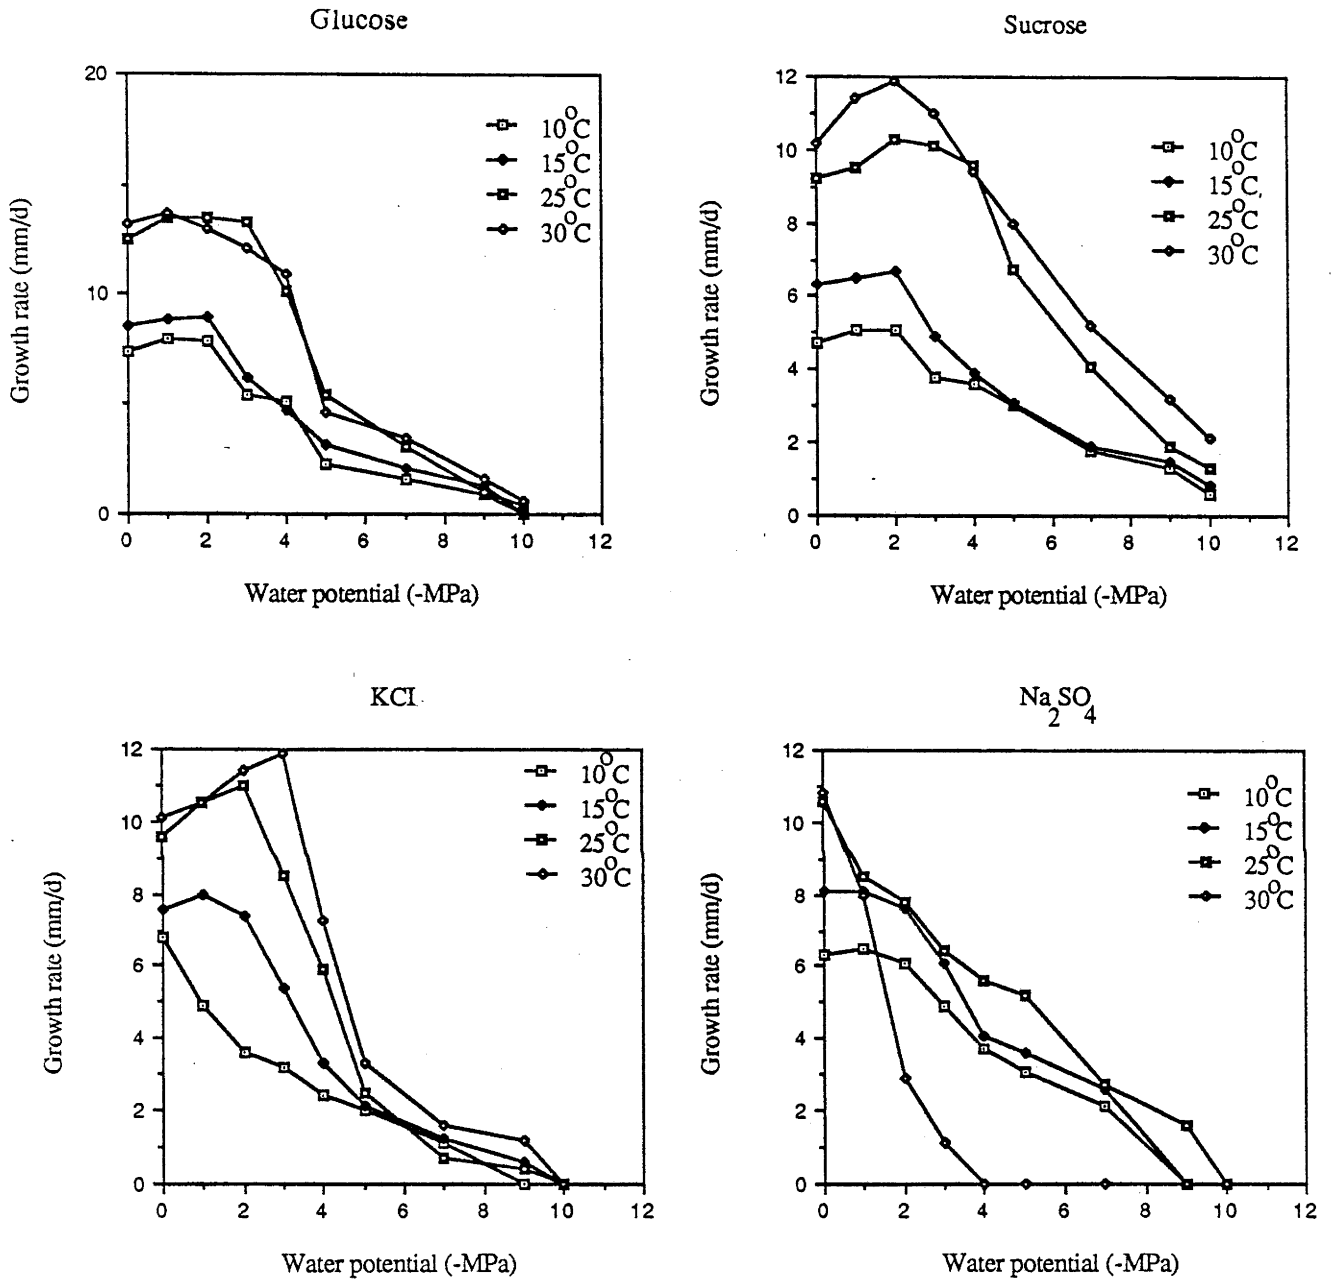 Glucose
20
10
0
0 2 4 6 8 10 12
Growth rate (mm/d)
Water potential (-MPa)
10°C
15°C
25°C
30°C
Sucrose
12
10
8
6
4
2
0
0 2 4 6 8 10 12
Growth rate (mm/d)
Water potential (-MPa)
10°C
15°C
25°C
30°C
KCl
12
10
8
6
4
2
0
0 2 4 6 8 10 12
Growth rate (mm/d)
Water potential (-MPa)
10°C
15°C
25°C
30°C
Na₂SO₄
12
10
8
6
4
2
0
0 2 4 6 8 10 12
Growth rate (mm/d)
Water potential (-MPa)
10°C
15°C
25°C
30°C